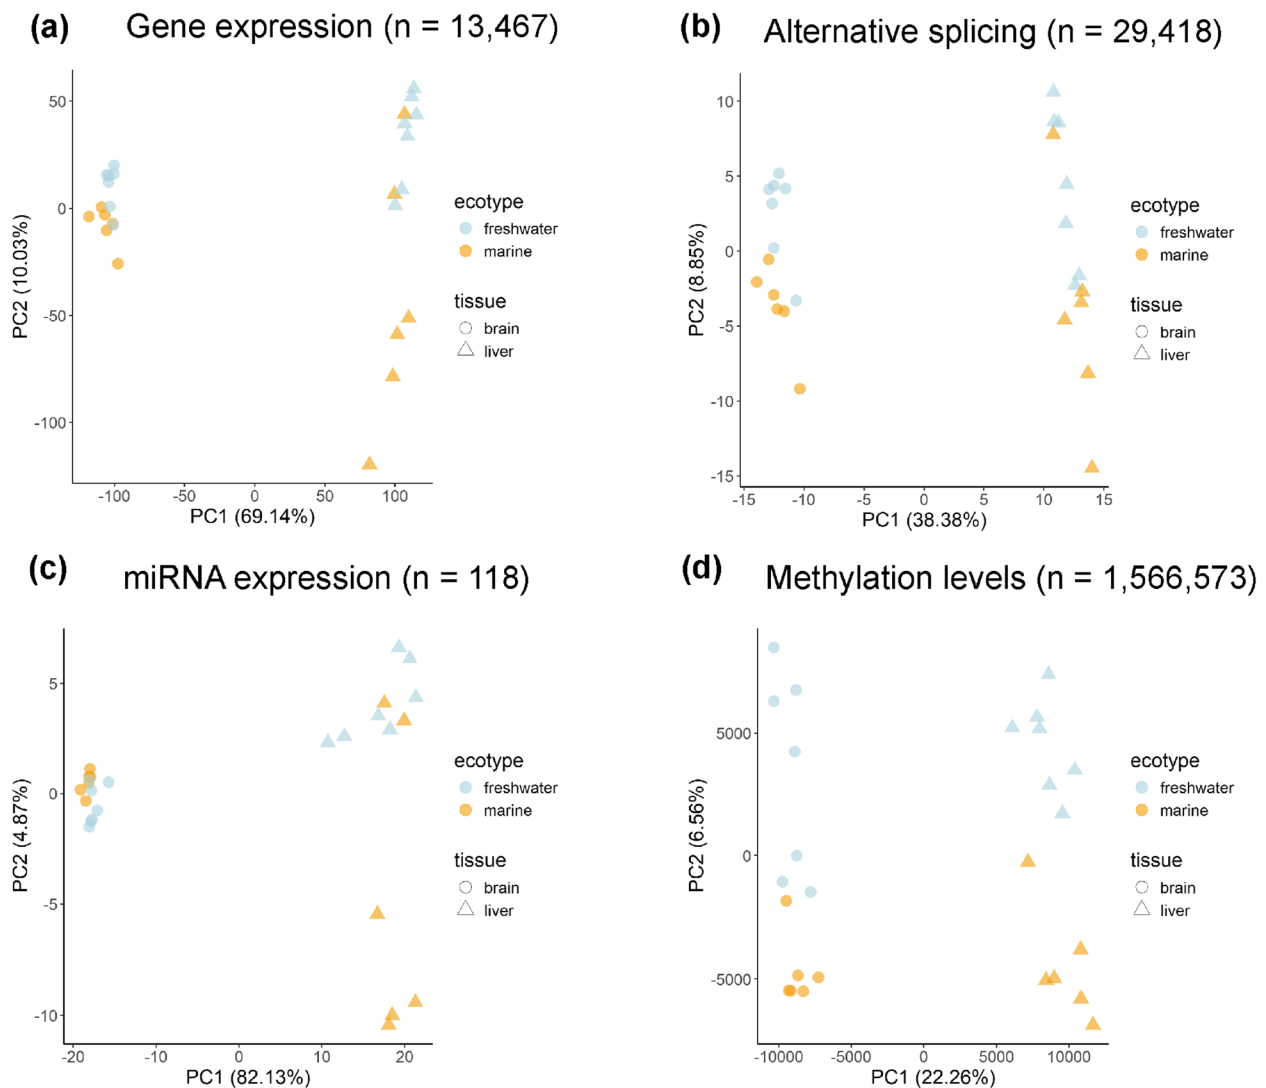 (a) Gene expression (n = 13,467)
50
0
-50
-100
PC2 (10.03%)
-100 -50 0 50 100
PC1 (69.14%)
ecotype
freshwater
marine
tissue
brain
liver
(b) Alternative splicing (n = 29,418)
10
5
0
-5
-10
-15
PC2 (8.85%)
-15 -10 -5 0 5 10 15
PC1 (38.38%)
ecotype
freshwater
marine
tissue
brain
liver
(c) miRNA expression (n = 118)
5
0
-5
-10
PC2 (4.87%)
-20 -10 0 10 20
PC1 (82.13%)
ecotype
freshwater
marine
tissue
brain
liver
(d) Methylation levels (n = 1,566,573)
5000
0
-5000
PC2 (6.56%)
-10000 -5000 0 5000 10000
PC1 (22.26%)
ecotype
freshwater
marine
tissue
brain
liver